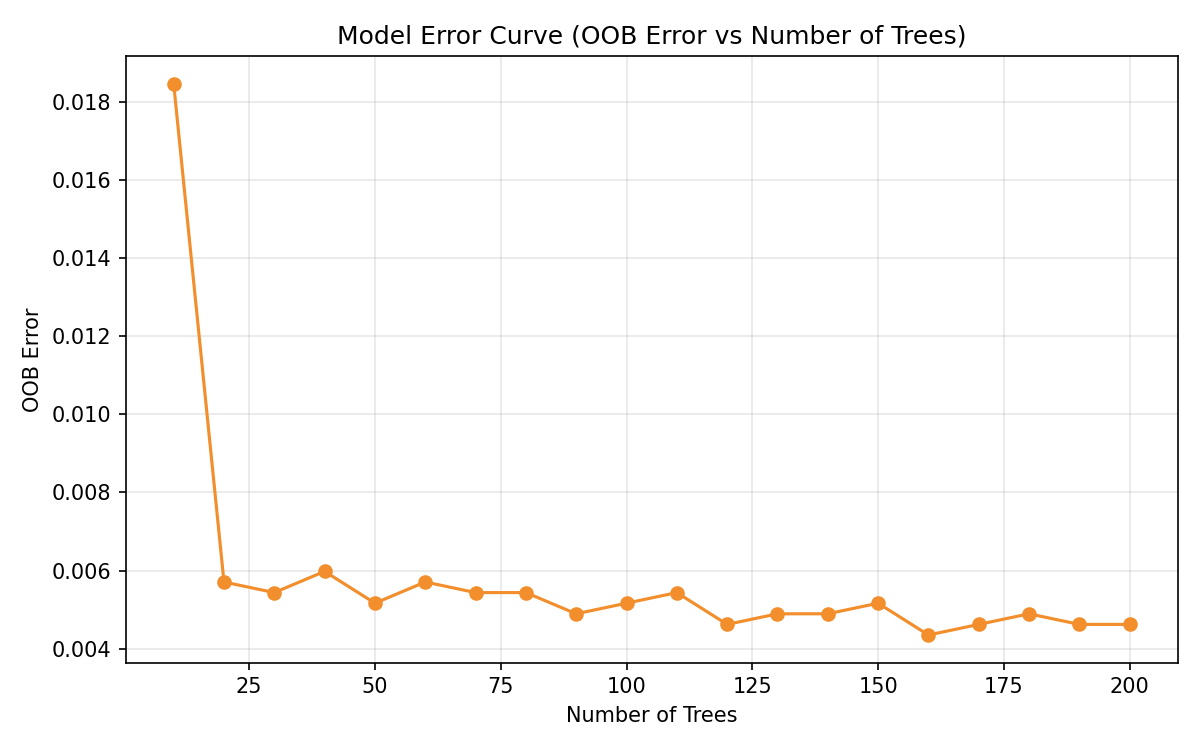 Model Error Curve (OOB Error vs Number of Trees)
0.018
0.016
0.014
0.012
0.010
0.008
0.006
0.004
OOB Error
25 50 75 100 125 150 175 200
Number of Trees